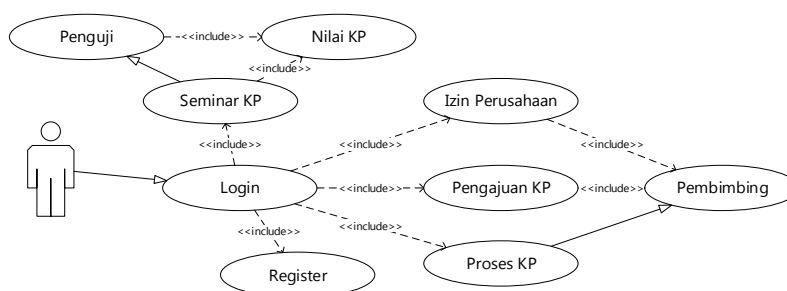 Penguji
<<include>>
Nilai KP
<<include>>
Seminar KP
Izin Perusahaan
<<include>>
<<include>>
<<include>>
Login
<<include>>
Pengajuan KP
<<include>>
Pembimbing
<<include>>
<<include>>
Register
Proses KP